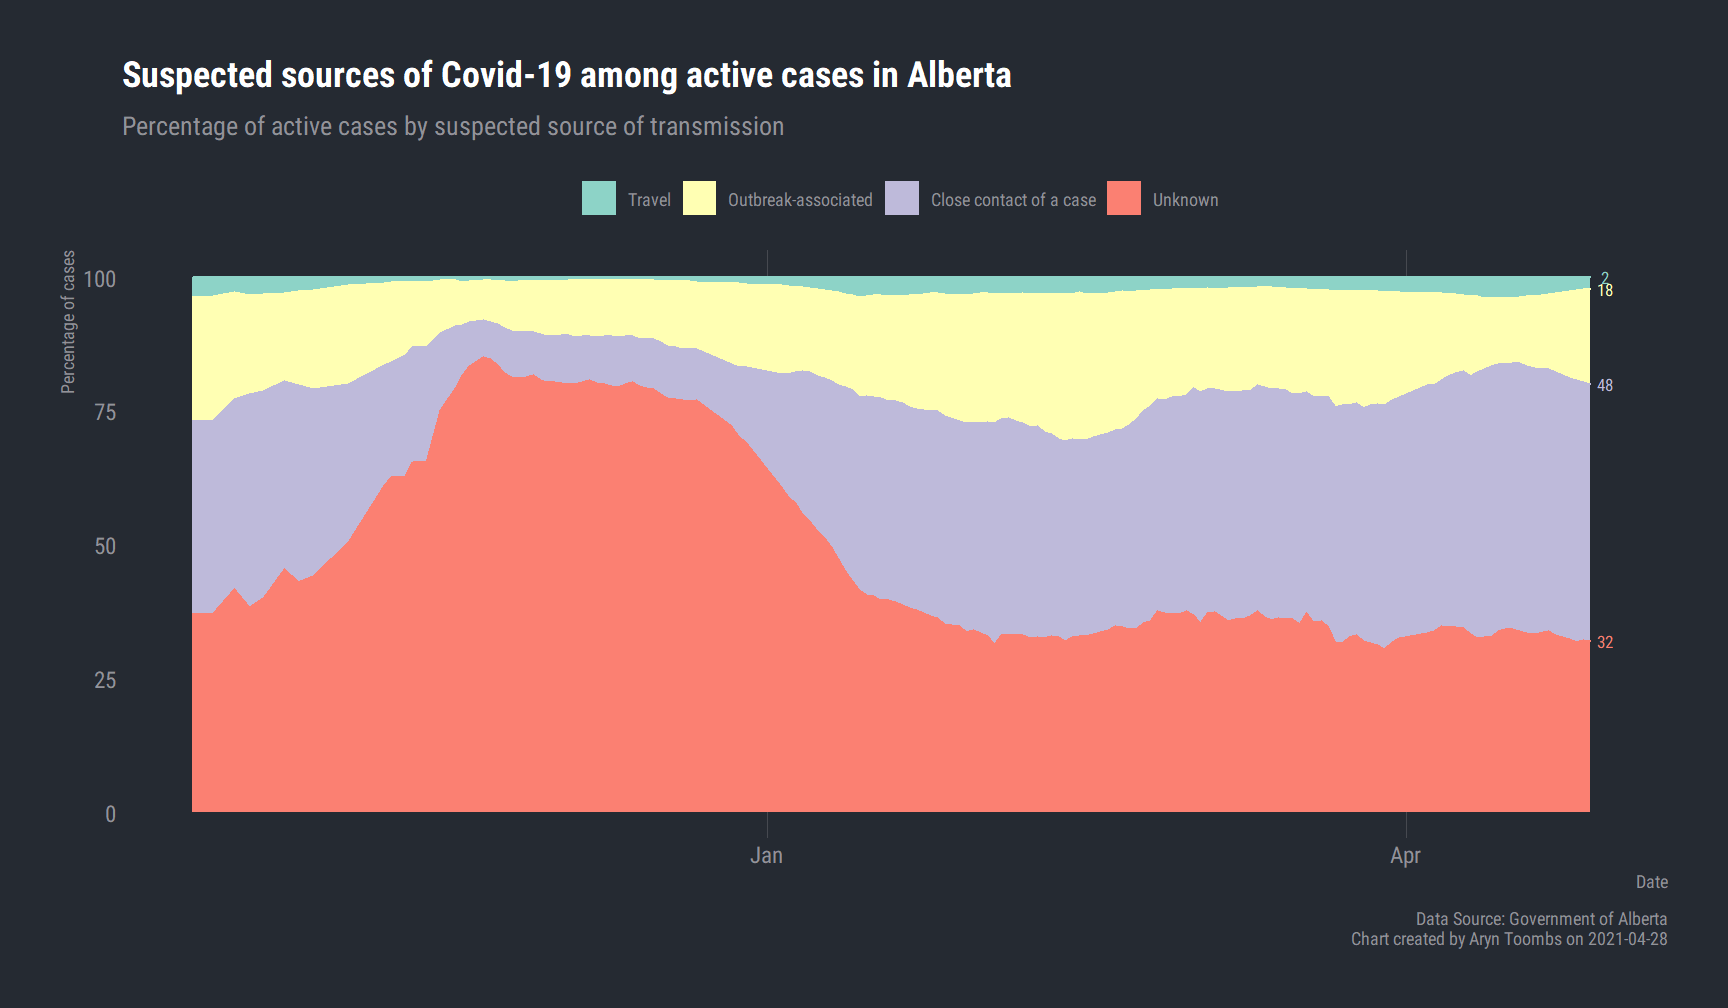 Suspected sources of Covid-19 among active cases in Alberta
Percentage of active cases by suspected source of transmission
Travel Outbreak-associated Close contact of a case Unknown
Percentage of cases
100
75
50
25
0
2
18
48
32
Jan Apr
Date
Data Source: Government of Alberta
Chart created by Aryn Toombs on 2021-04-28